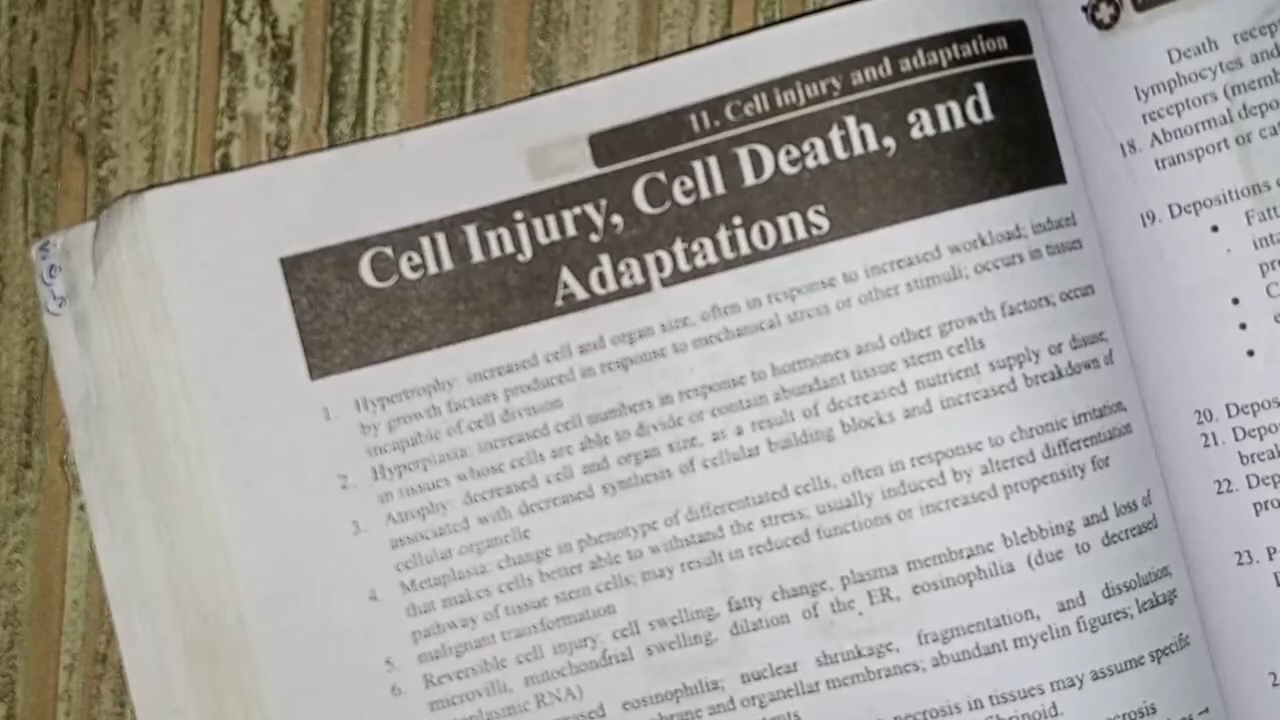 11. Cell injury and adaptation
Cell Injury, Cell Death, and
Adaptations
1. Hypertrophy: increased cell and organ size, often in response to increased workload; induced
by growth factors produced in response to mechanical stress or other stimuli; occurs in tissues
incapable of cell division
2. Hyperplasia: increased cell numbers in response to hormones and other growth factors; occurs
in tissues whose cells are able to divide or contain abundant tissue stem cells
3. Atrophy: decreased cell and organ size, as a result of decreased nutrient supply or disuse;
associated with decreased synthesis of cellular building blocks and increased breakdown of
cellular organelle
4. Metaplasia: change in phenotype of differentiated cells, often in response to chronic irritation,
that makes cells better able to withstand the stress; usually induced by altered differentiation
pathway of tissue stem cells; may result in reduced functions or increased propensity for
malignant transformation
5. Reversible cell injury: cell swelling, fatty change, plasma membrane blebbing and loss of
6. microvilli, mitochondrial swelling, dilation of the ER, eosinophilia (due to decreased
plasmic RNA)
eosinophilia; nuclear shrinkage, fragmentation, and dissolution;
and organellar membranes; abundant myelin figures; leakage
necrosis in tissues may assume specific
Death recep
lymphocytes and
receptors (memb
18. Abnormal depo
transport or ca
19. Depositions
• Fatt
inta
pro
• C
•
•
20. Depos
21. Depo
break
22. Dep
pro
23. P